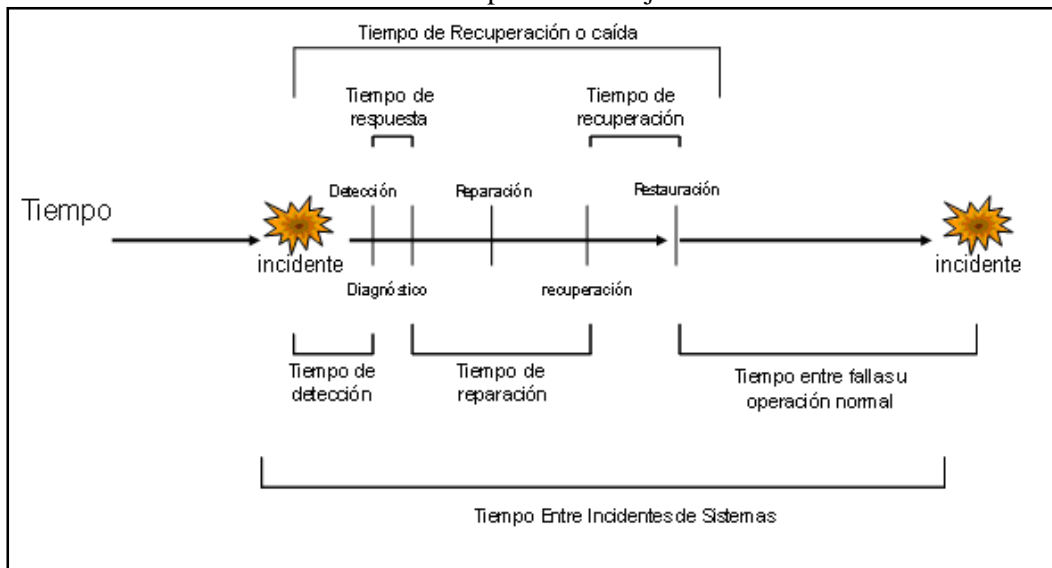 Tiempo de Recuperación o caída
Tiempo de
respuesta
Tiempo de
recuperación
Detección
Reparación
Restauración
Tiempo
incidente
incidente
Diagnóstico
recuperación
Tiempo de
detección
Tiempo de
reparación
Tiempo entre fallas u
operación normal
Tiempo Entre Incidentes de Sistemas